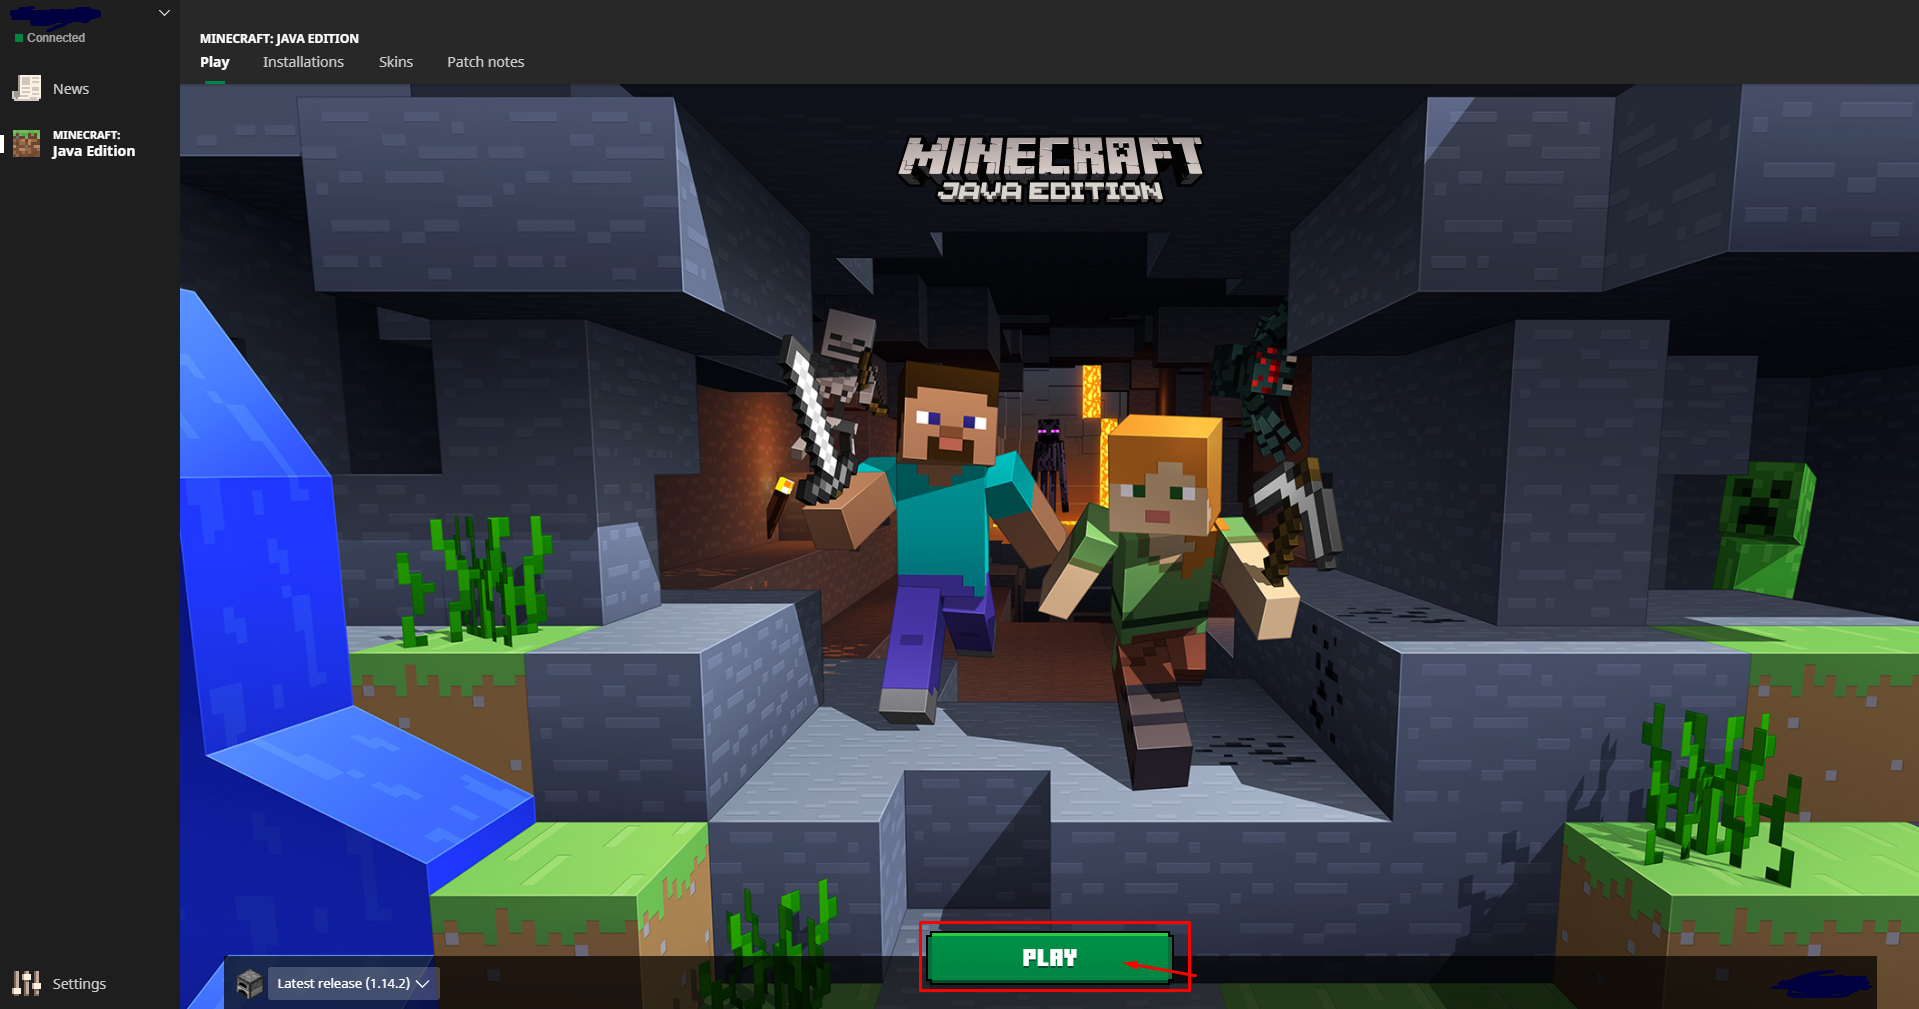 Connected
News
MINECRAFT:
Java Edition
Settings
MINECRAFT: JAVA EDITION
Play Installations Skins Patch notes
MINECRAFT
JAVA EDITION
PLAY
Latest release (1.14.2)